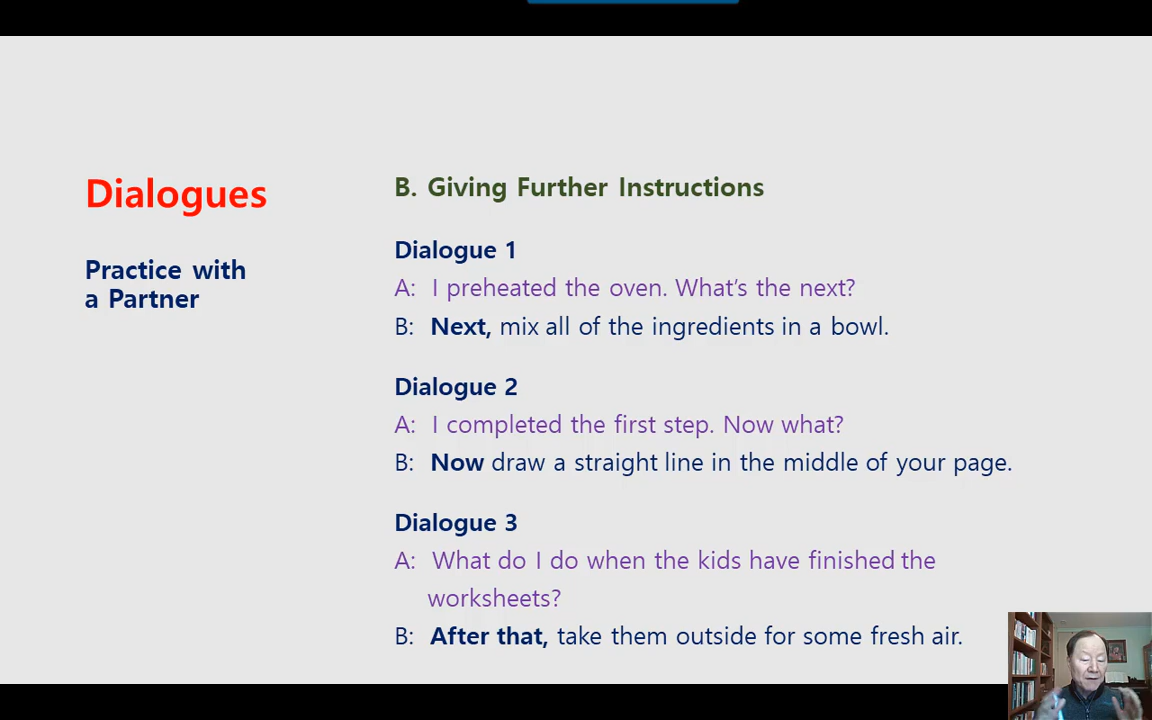 Dialogues
Practice with
a Partner
B. Giving Further Instructions
Dialogue 1
A: I preheated the oven. What's the next?
B: Next, mix all of the ingredients in a bowl.
Dialogue 2
A: I completed the first step. Now what?
B: Now draw a straight line in the middle of your page.
Dialogue 3
A: What do I do when the kids have finished the
worksheets?
B: After that, take them outside for some fresh air.